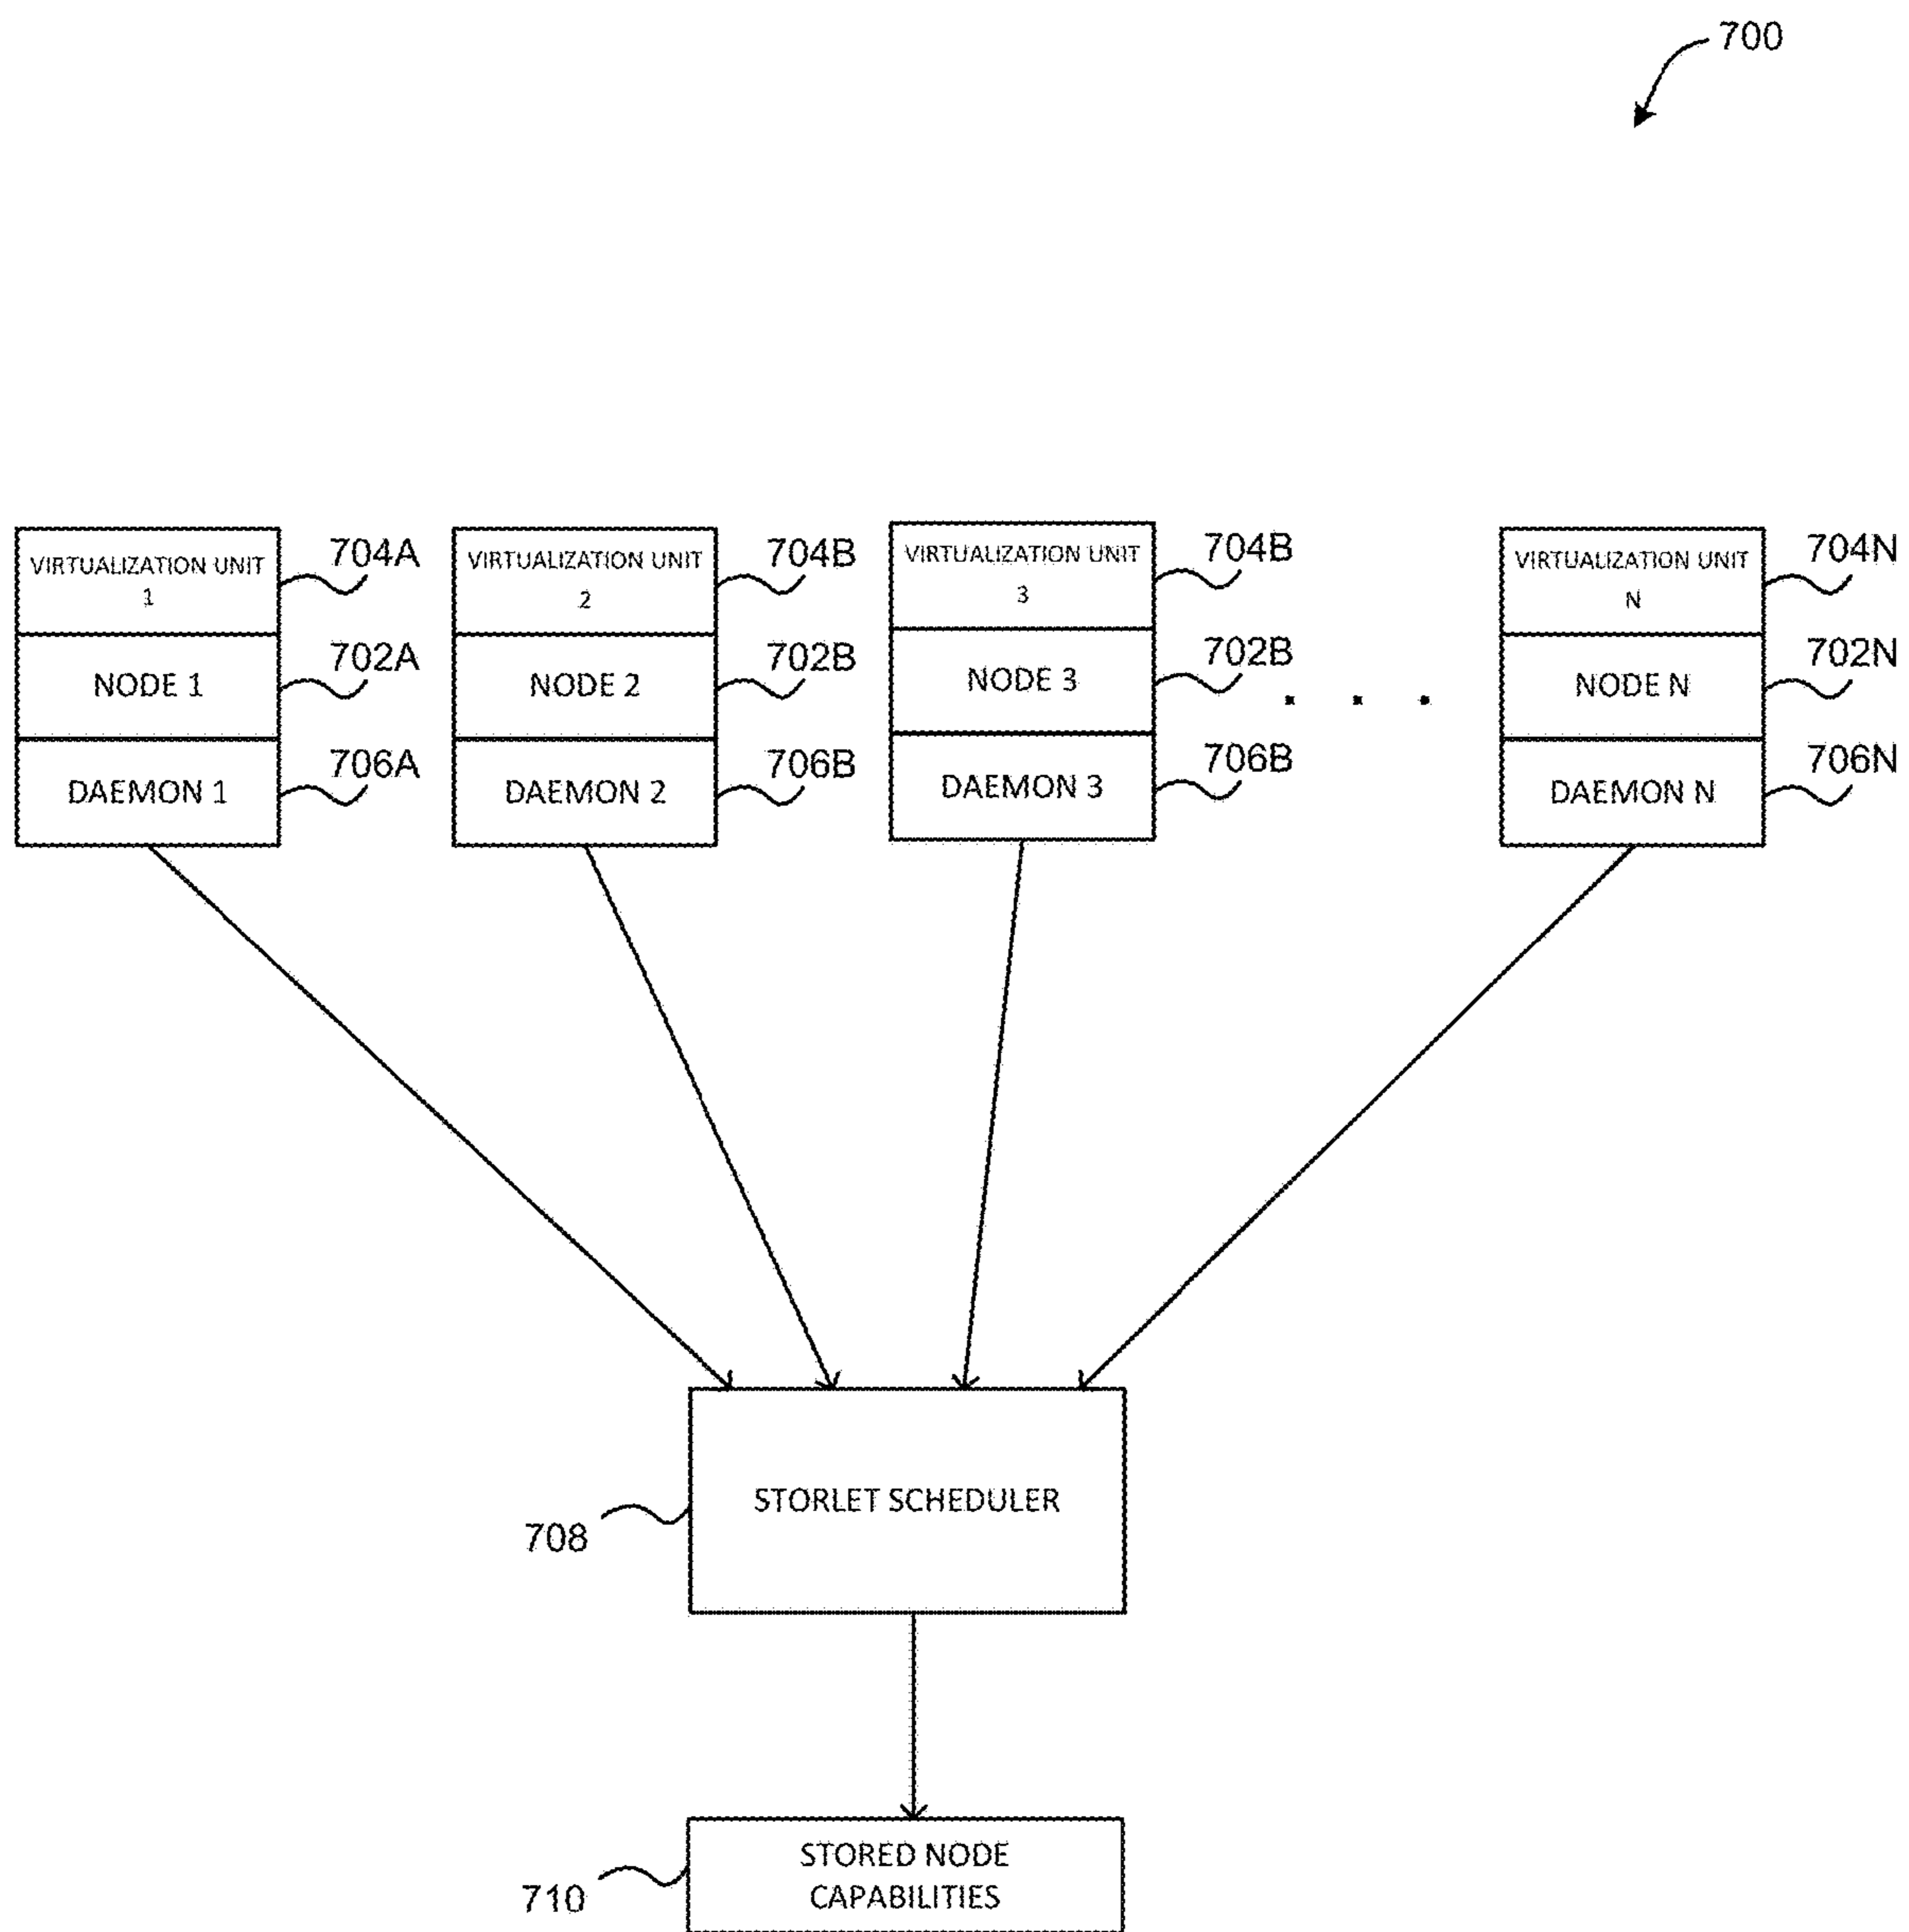 700
VIRTUALIZATION UNIT
1
704A
NODE 1
702A
DAEMON 1
706A
VIRTUALIZATION UNIT
2
704B
NODE 2
702B
DAEMON 2
706B
VIRTUALIZATION UNIT
3
704B
NODE 3
702B
DAEMON 3
706B
. . .
VIRTUALIZATION UNIT
N
704N
NODE N
702N
DAEMON N
706N
STORLET SCHEDULER
708
STORED NODE
CAPABILITIES
710